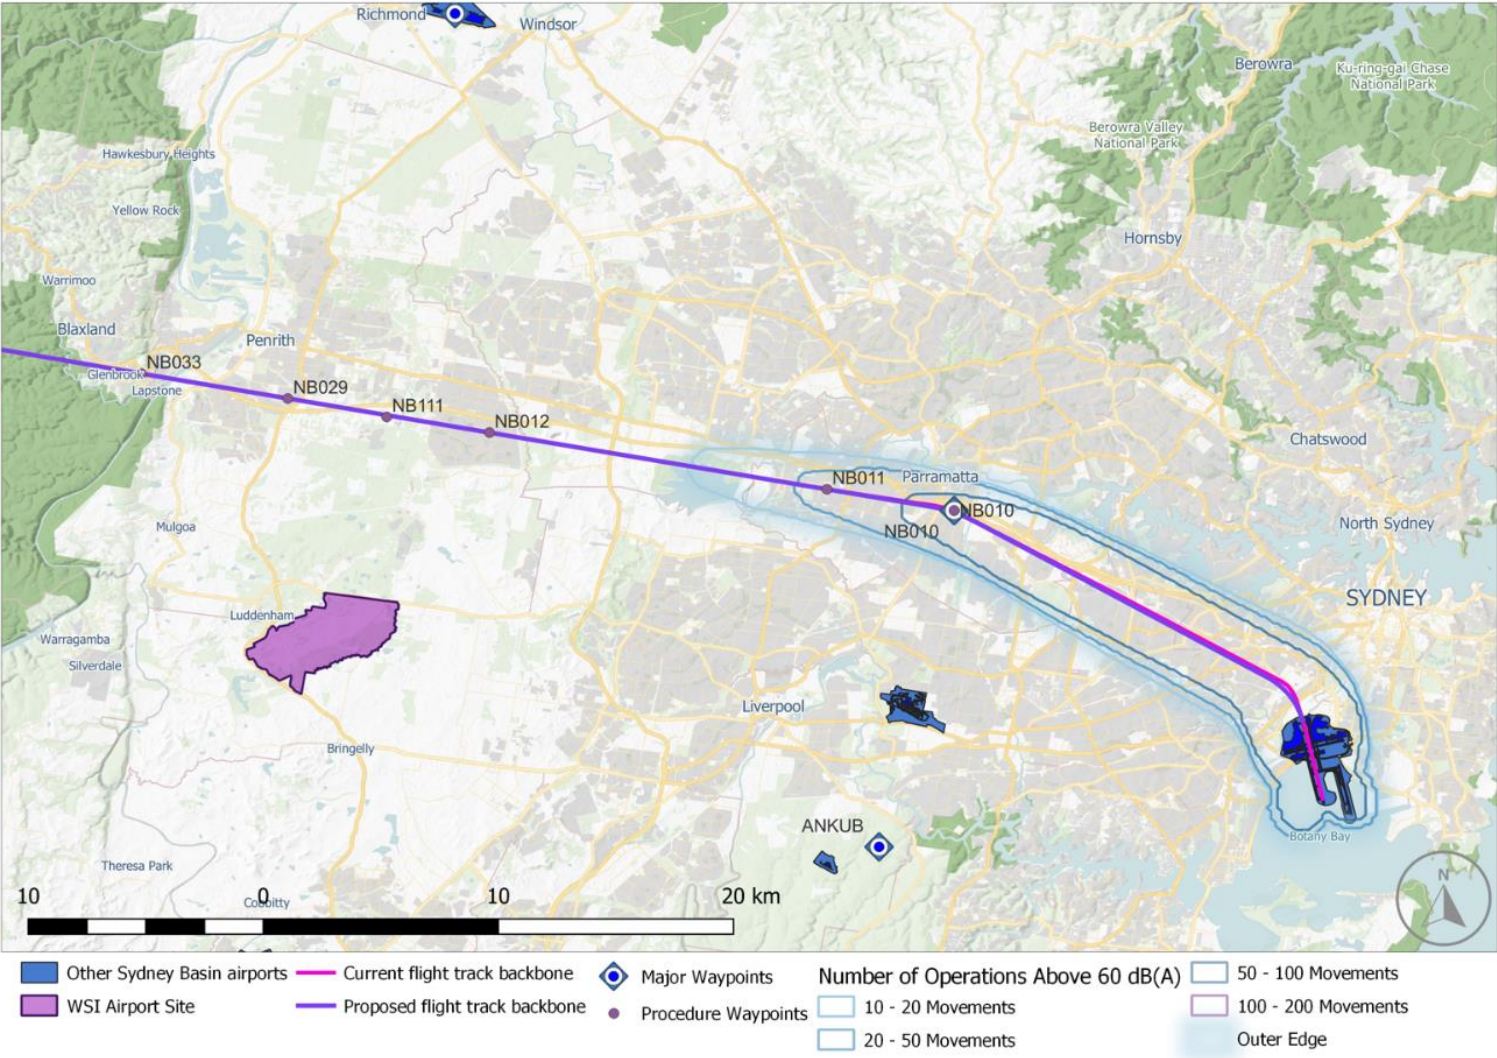 Richmond
Windsor
Berowra
Ku-ring-gai Chase
National Park
Berowra Valley
National Park
Hawkesbury Heights
Yellow Rock
Hornsby
Warrimoo
Blaxland
Penrith
NB033
Glenbrook
Lapstone
NB029
NB111
NB012
Chatswood
NB011
Parramatta
NB010
NB010
North Sydney
Mulgoa
SYDNEY
Luddenham
Warragamba
Silverdale
Liverpool
Bringelly
ANKUB
Botany Bay
Theresa Park
N
10 0 10 20 km
Cobbitty
Other Sydney Basin airports
WSI Airport Site
Current flight track backbone
Proposed flight track backbone
Major Waypoints
Procedure Waypoints
Number of Operations Above 60 dB(A)
10 - 20 Movements
20 - 50 Movements
50 - 100 Movements
100 - 200 Movements
Outer Edge